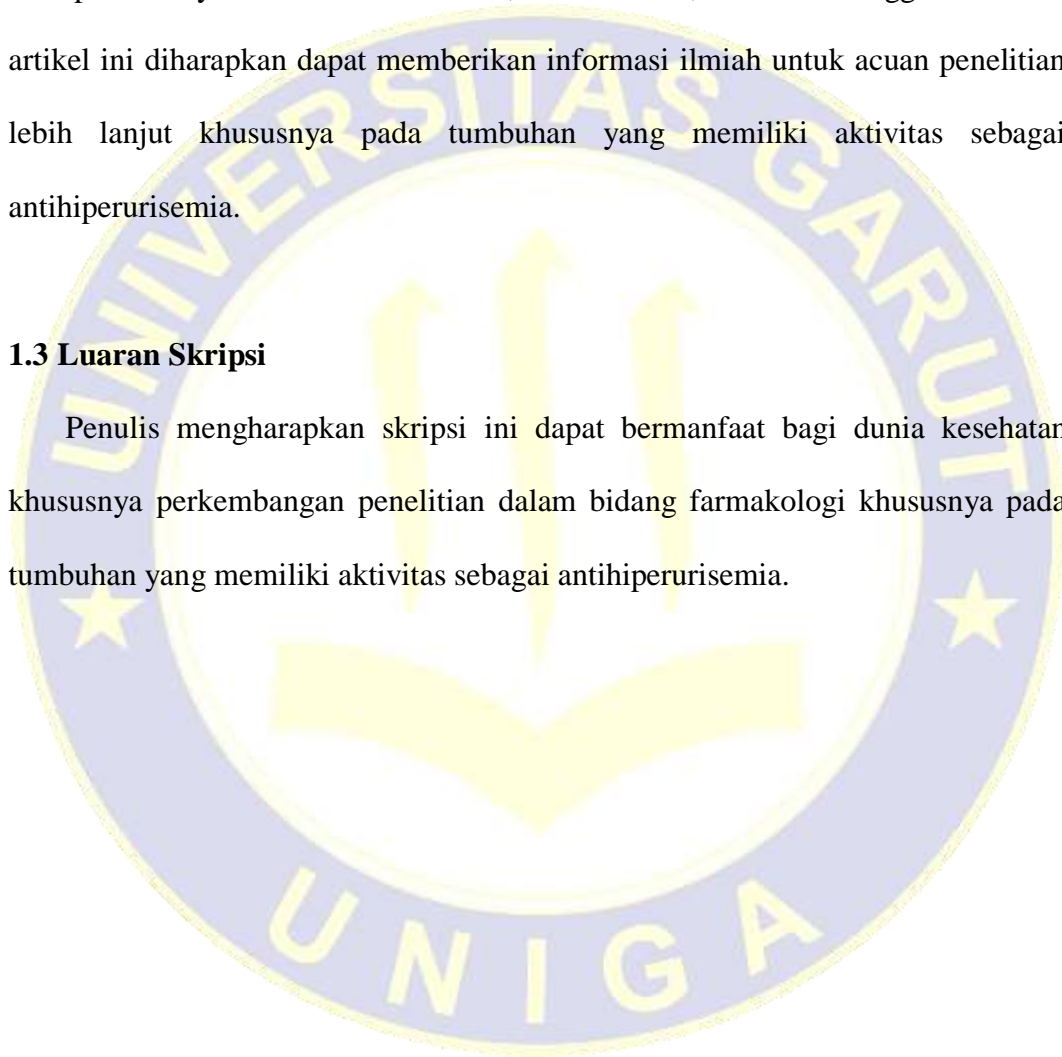 artikel ini diharapkan dapat memberikan informasi ilmiah untuk acuan penelitian
lebih lanjut khususnya pada tumbuhan yang memiliki aktivitas sebagai
antihiperurisemia.
1.3 Luaran Skripsi
Penulis mengharapkan skripsi ini dapat bermanfaat bagi dunia kesehatan
khususnya perkembangan penelitian dalam bidang farmakologi khususnya pada
tumbuhan yang memiliki aktivitas sebagai antihiperurisemia.
UNIVERSITAS GARUT
UNIGA